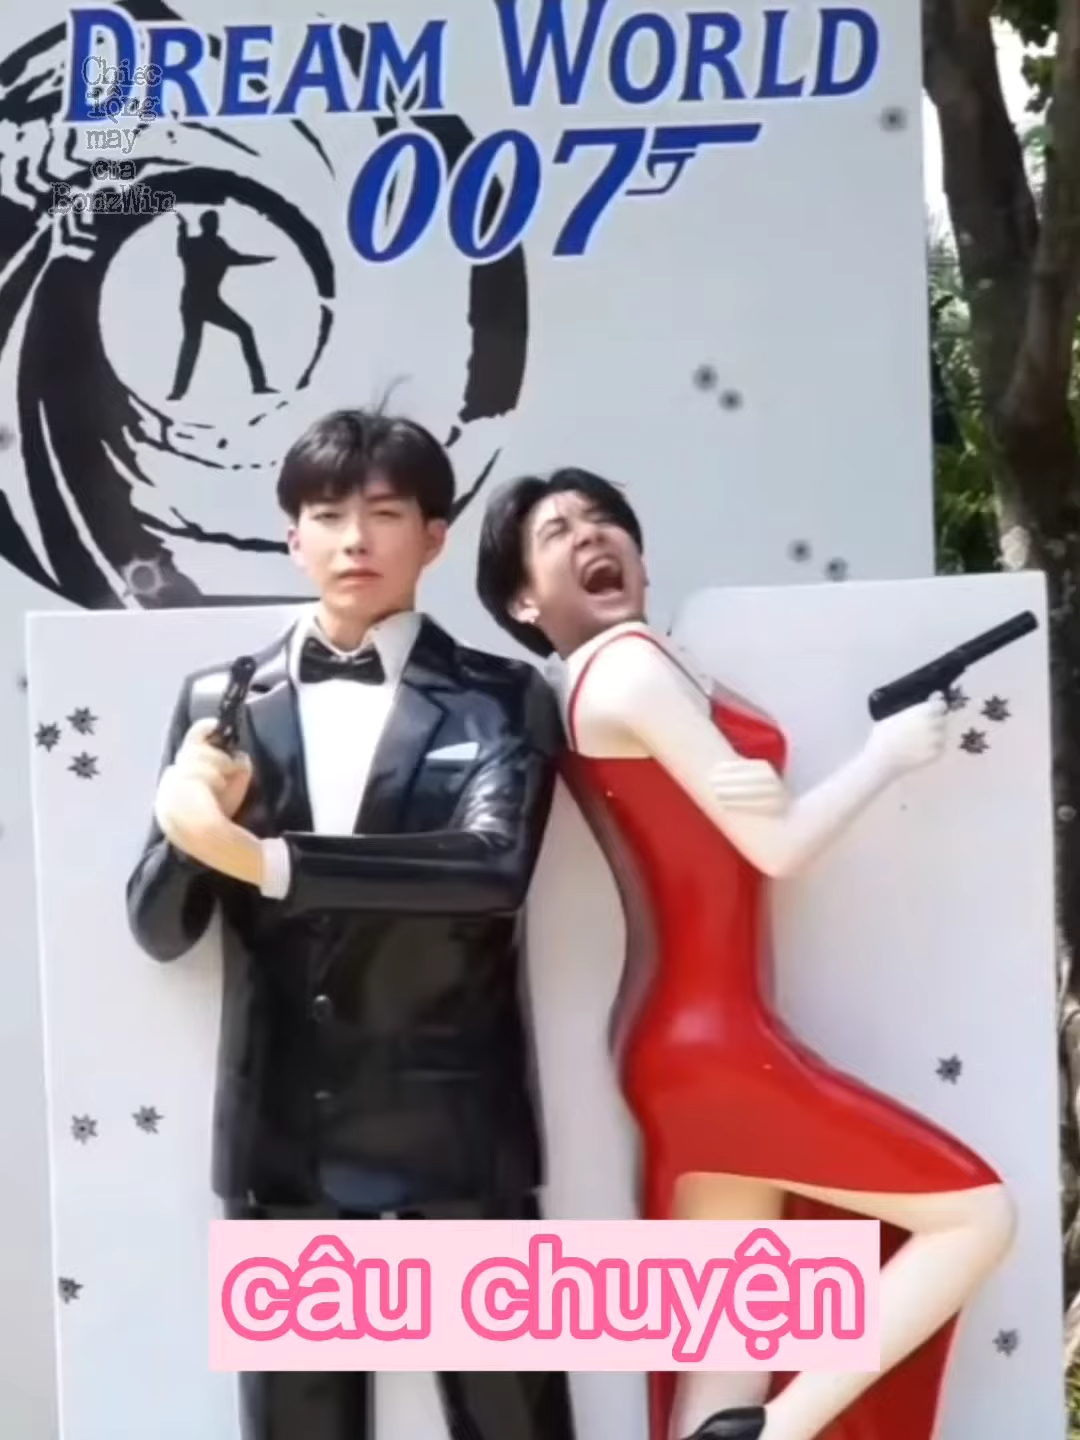 DREAM WORLD
007
Chiếc
lồng
may
của
BonzWin
câu chuyện